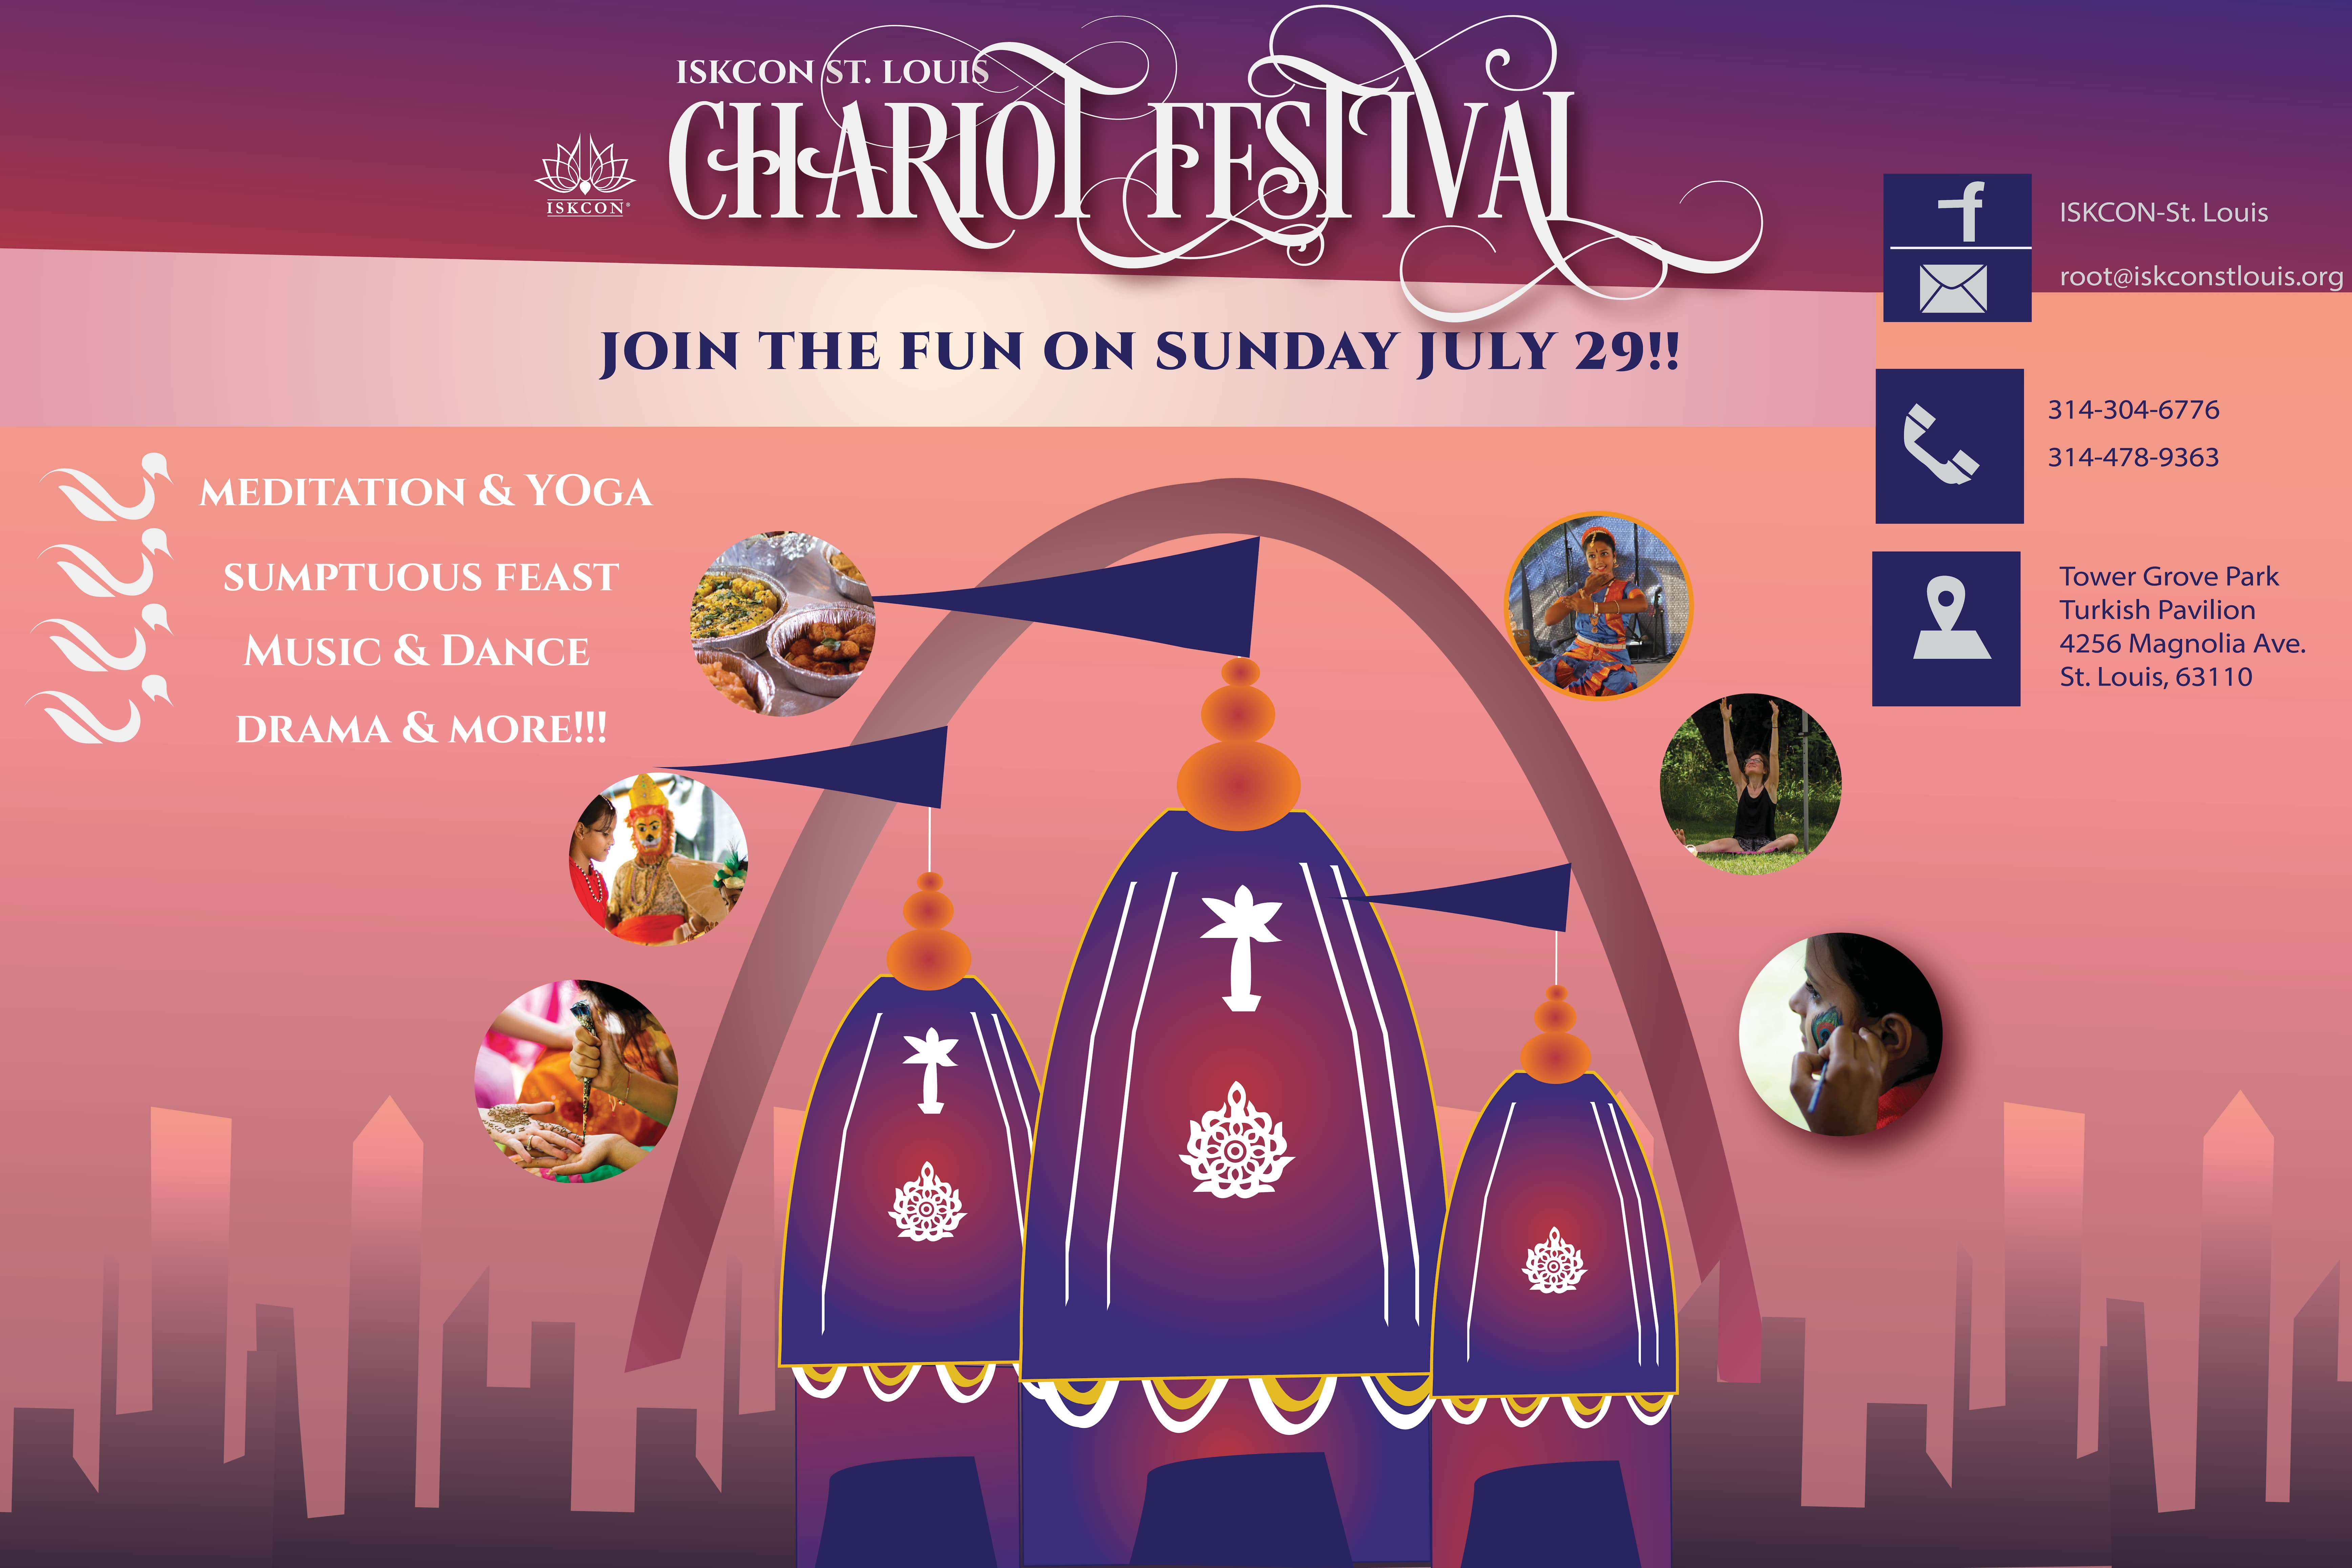 ISKCON ST. LOUIS
CHARIOT FESTIVAL
ISKCON®
JOIN THE FUN ON SUNDAY JULY 29!!
MEDITATION & YOGA
SUMPTUOUS FEAST
MUSIC & DANCE
DRAMA & MORE!!!
f
ISKCON-St. Louis
root@iskconstlouis.org
314-304-6776
314-478-9363
Tower Grove Park
Turkish Pavilion
4256 Magnolia Ave.
St. Louis, 63110